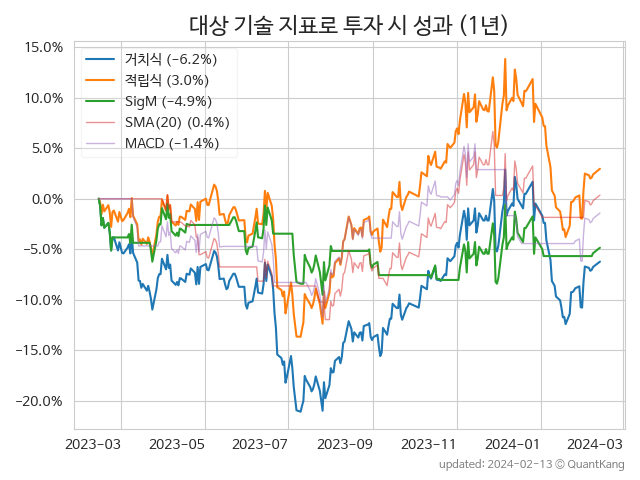 대상 기술 지표로 투자 시 성과 (1년)
15.0%
10.0%
5.0%
0.0%
−5.0%
−10.0%
−15.0%
−20.0%
거치식 (−6.2%)
적립식 (3.0%)
SigM (−4.9%)
SMA(20) (0.4%)
MACD (−1.4%)
2023-03 2023-05 2023-07 2023-09 2023-11 2024-01 2024-03
updated: 2024-02-13 © QuantKang